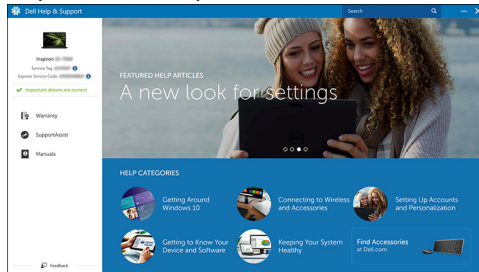 Dell Help & Support
Search
Inspiron
Service Tag
Express Service Code
Important drivers are current
Warranty
SupportAssist
Manuals
Feedback
FEATURED HELP ARTICLES
A new look for settings
HELP CATEGORIES
Getting Around
Windows 10
Connecting to Wireless
and Accessories
Setting Up Accounts
and Personalization
Getting to Know Your
Device and Software
Keeping Your System
Healthy
Find Accessories
at Dell.com